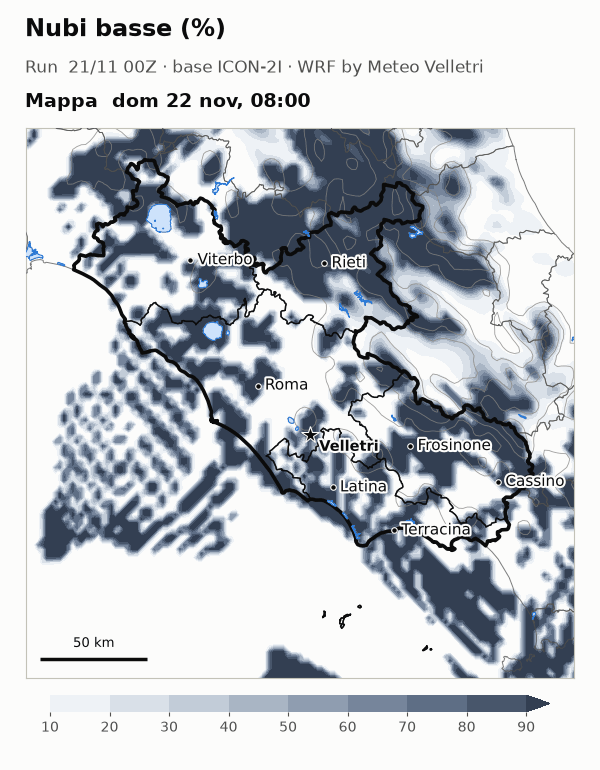 Nubi basse (%)
Run  21/11 00Z · base ICON-2I · WRF by Meteo Velletri
Mappa  dom 22 nov, 08:00
Viterbo
Rieti
Roma
Velletri
Frosinone
Cassino
Latina
Terracina
50 km
10 20 30 40 50 60 70 80 90